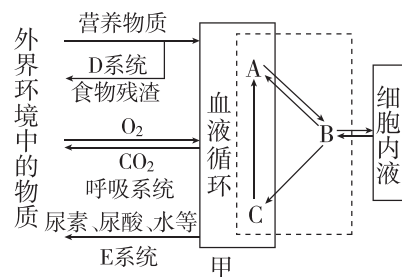 外界环境中的物质
营养物质
D系统
食物残渣
O₂
CO₂
呼吸系统
尿素、尿酸、水等
E系统
血液循环
A
B
C
细胞内液
甲